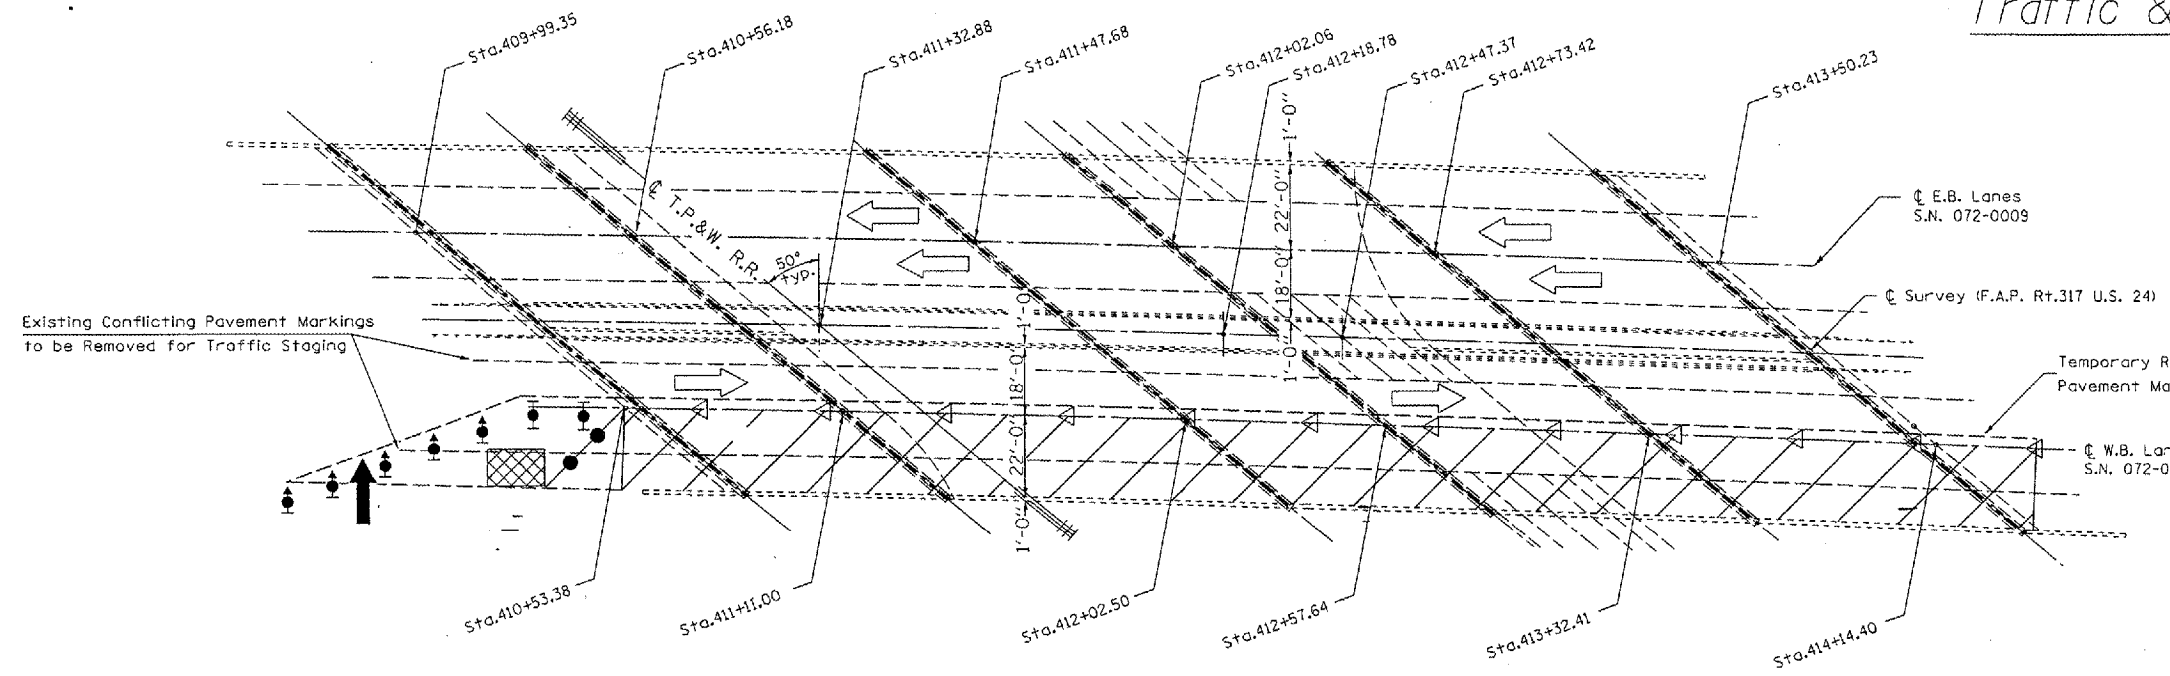 Traffic &
Sta.409+99.35
Sta.410+56.18
Sta.411+32.88
Sta.411+47.68
Sta.412+02.06
Sta.412+18.78
Sta.412+47.37
Sta.412+73.42
Sta.413+50.23
1'-0"
22'-0"
18'-0"
1'-0"
℄ T.P.&W. R.R.
50°
typ.
℄ E.B. Lanes
S.N. 072-0009
℄ Survey (F.A.P. Rt.317 U.S. 24)
Existing Conflicting Pavement Markings
to be Removed for Traffic Staging
1'-0
18'-0"
22'-0"
1'-0"
Temporary R
Pavement Ma
℄ W.B. Lan
S.N. 072-0
Sta.410+53.38
Sta.411+11.00
Sta.412+02.50
Sta.412+57.64
Sta.413+32.41
Sta.414+14.40